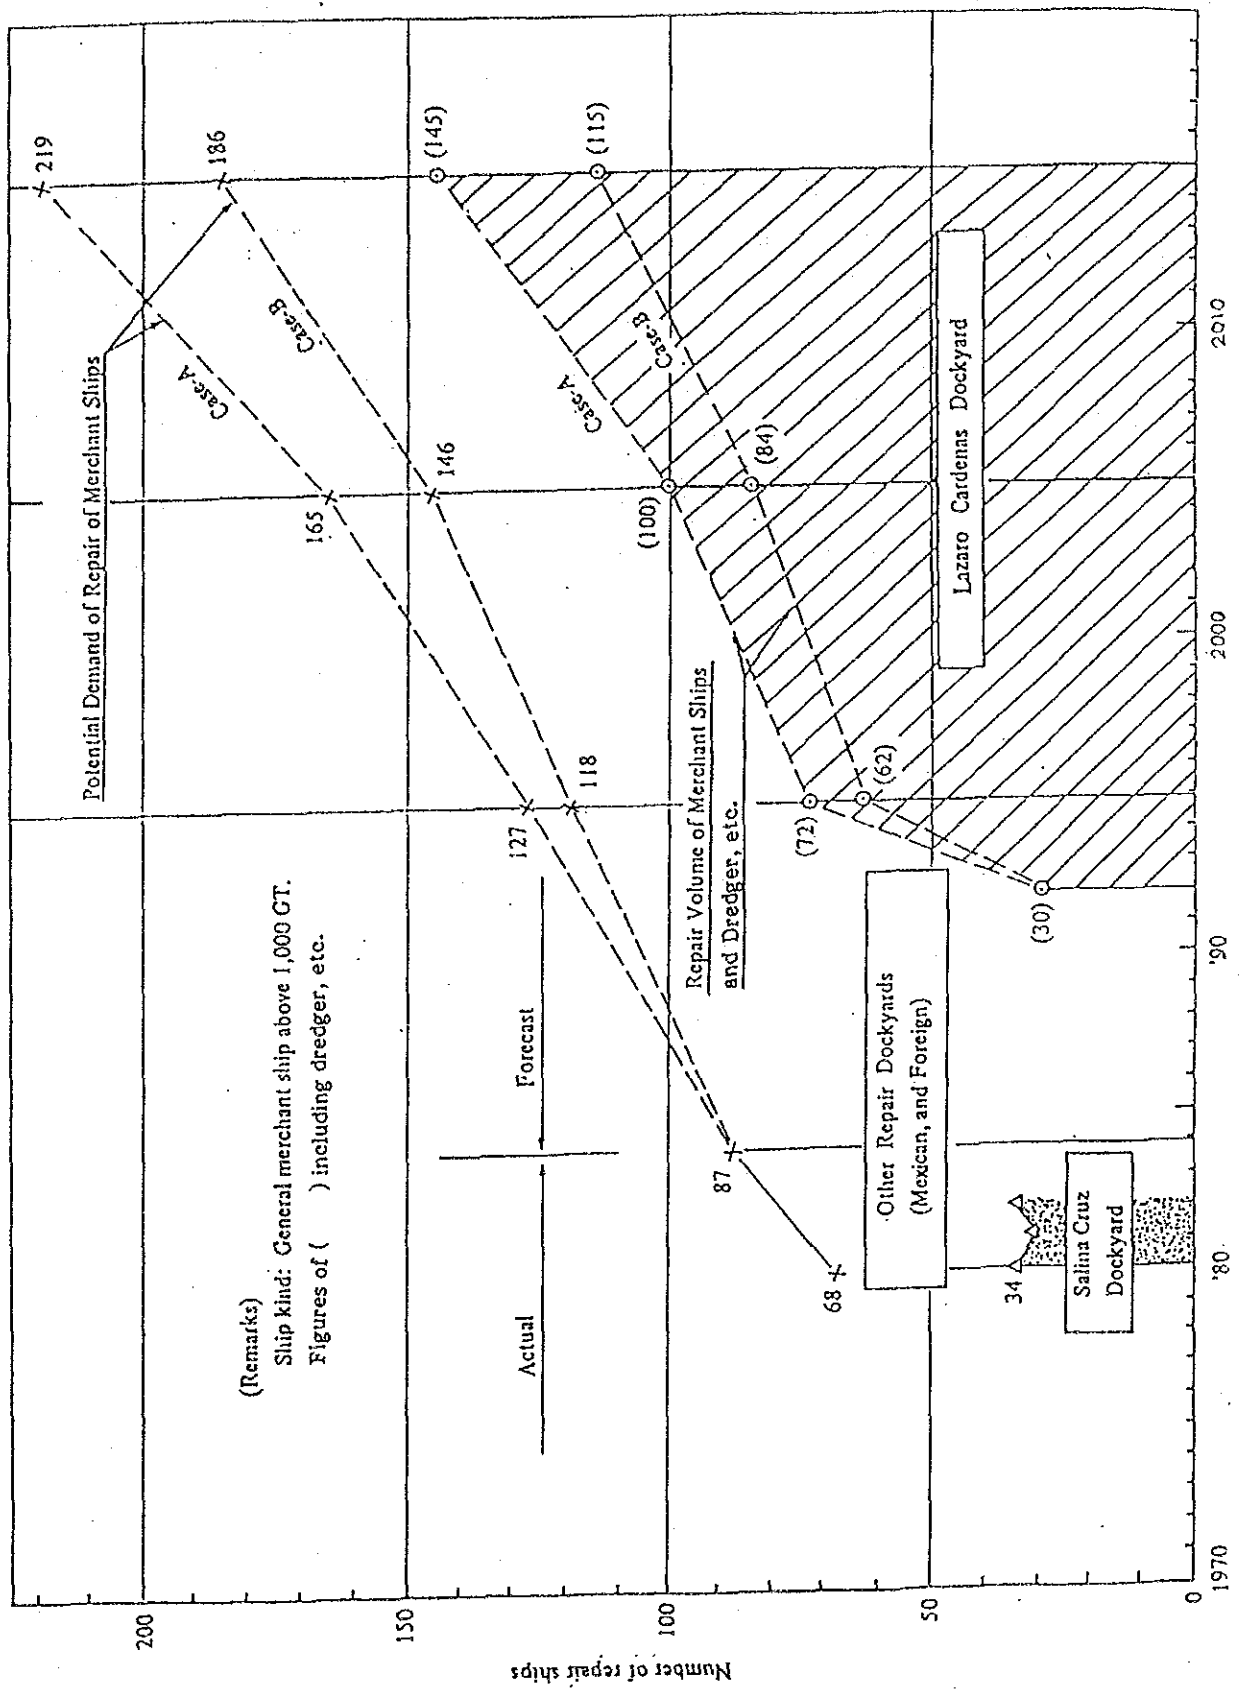 Number of repair ships
200
150
100
50
0
1970
'80
'90
2000
2010
(Remarks)
Ship kind: General merchant ship above 1,000 GT.
Figures of ( ) including dredger, etc.
Potential Demand of Repair of Merchant Ships
Case-A
Case-B
219
186
165
146
127
118
87
68
Actual
Forecast
Repair Volume of Merchant Ships
and Dredger, etc.
Case-A
Case-B
(145)
(115)
(100)
(84)
(72)
(62)
(30)
34
Other Repair Dockyards
(Mexican, and Foreign)
Salina Cruz
Dockyard
Lazaro Cardenas Dockyard